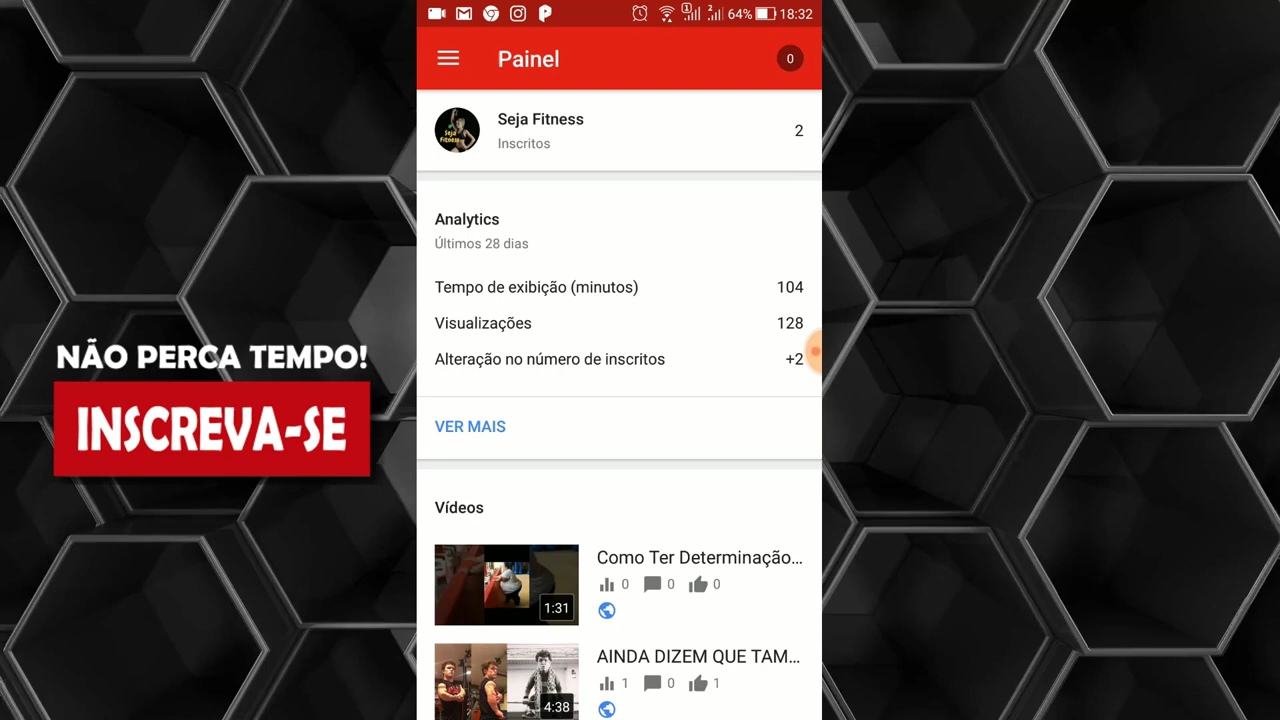 64% 18:32
Painel
0
Seja Fitness
Inscritos
2
Seja
Fitness
Analytics
Últimos 28 dias
Tempo de exibição (minutos) 104
Visualizações 128
Alteração no número de inscritos +2
VER MAIS
Vídeos
Como Ter Determinação...
0 0 0
1:31
AINDA DIZEM QUE TAM...
1 0 1
4:38
NÃO PERCA TEMPO!
INSCREVA-SE